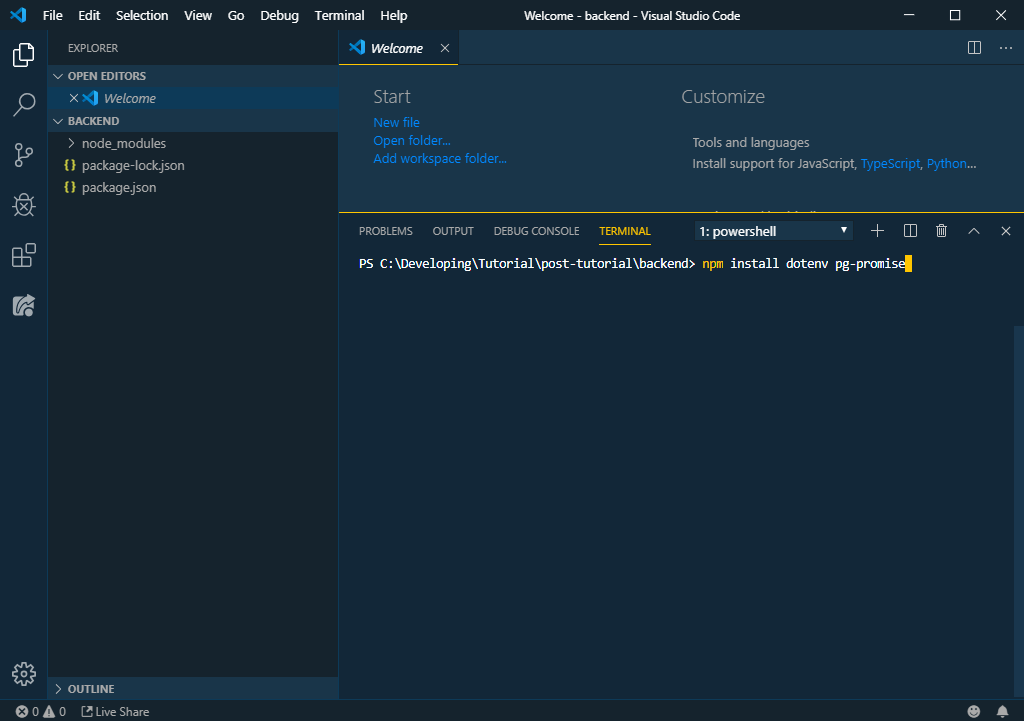 File Edit Selection View Go Debug Terminal Help Welcome - backend - Visual Studio Code
EXPLORER
OPEN EDITORS
Welcome
BACKEND
node_modules
{} package-lock.json
{} package.json
OUTLINE
Welcome
Start
New file
Open folder...
Add workspace folder...
Customize
Tools and languages
Install support for JavaScript, TypeScript, Python...
PROBLEMS OUTPUT DEBUG CONSOLE TERMINAL 1: powershell
PS C:\Developing\Tutorial\post-tutorial\backend> npm install dotenv pg-promise
0 0 Live Share